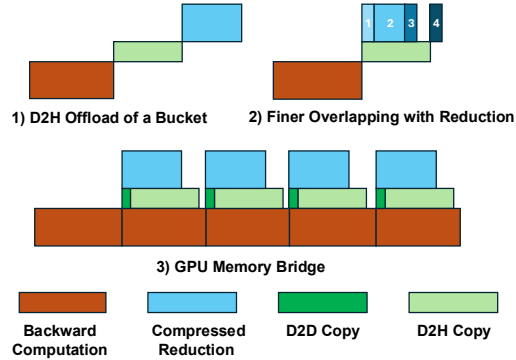 1 2 3 4
1) D2H Offload of a Bucket
2) Finer Overlapping with Reduction
3) GPU Memory Bridge
Backward
Computation
Compressed
Reduction
D2D Copy
D2H Copy